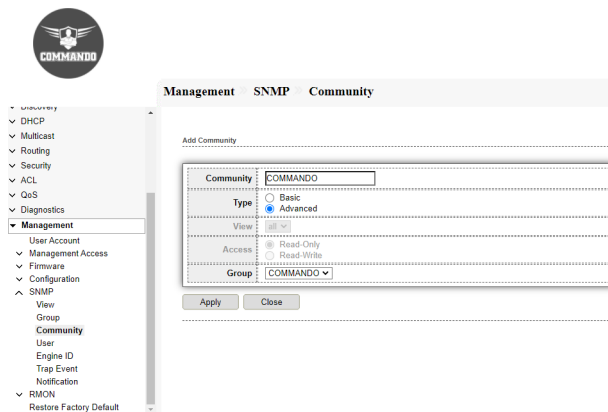 COMMANDO
Management » SNMP » Community
Discovery
DHCP
Multicast
Routing
Security
ACL
QoS
Diagnostics
Management
User Account
Management Access
Firmware
Configuration
SNMP
View
Group
Community
User
Engine ID
Trap Event
Notification
RMON
Restore Factory Default
Add Community
Community COMMANDO
Type Basic
Advanced
View all
Access Read-Only
Read-Write
Group COMMANDO
Apply Close